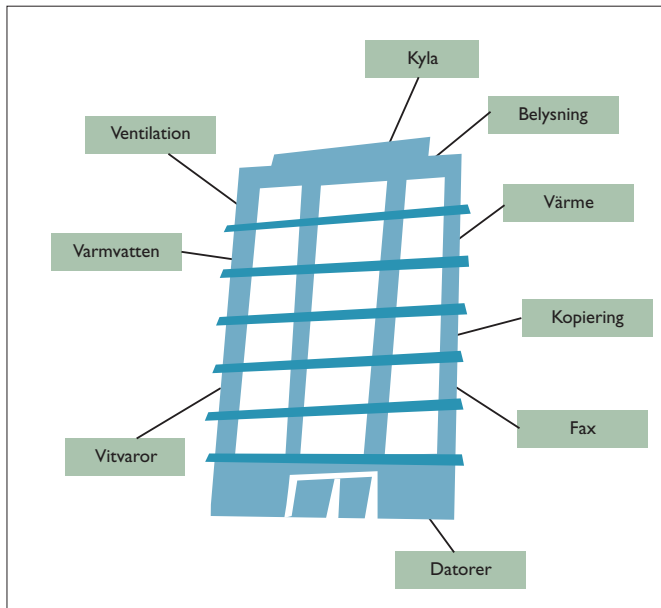 Kyla
Belysning
Ventilation
Värme
Varmvatten
Kopiering
Fax
Vitvaror
Datorer